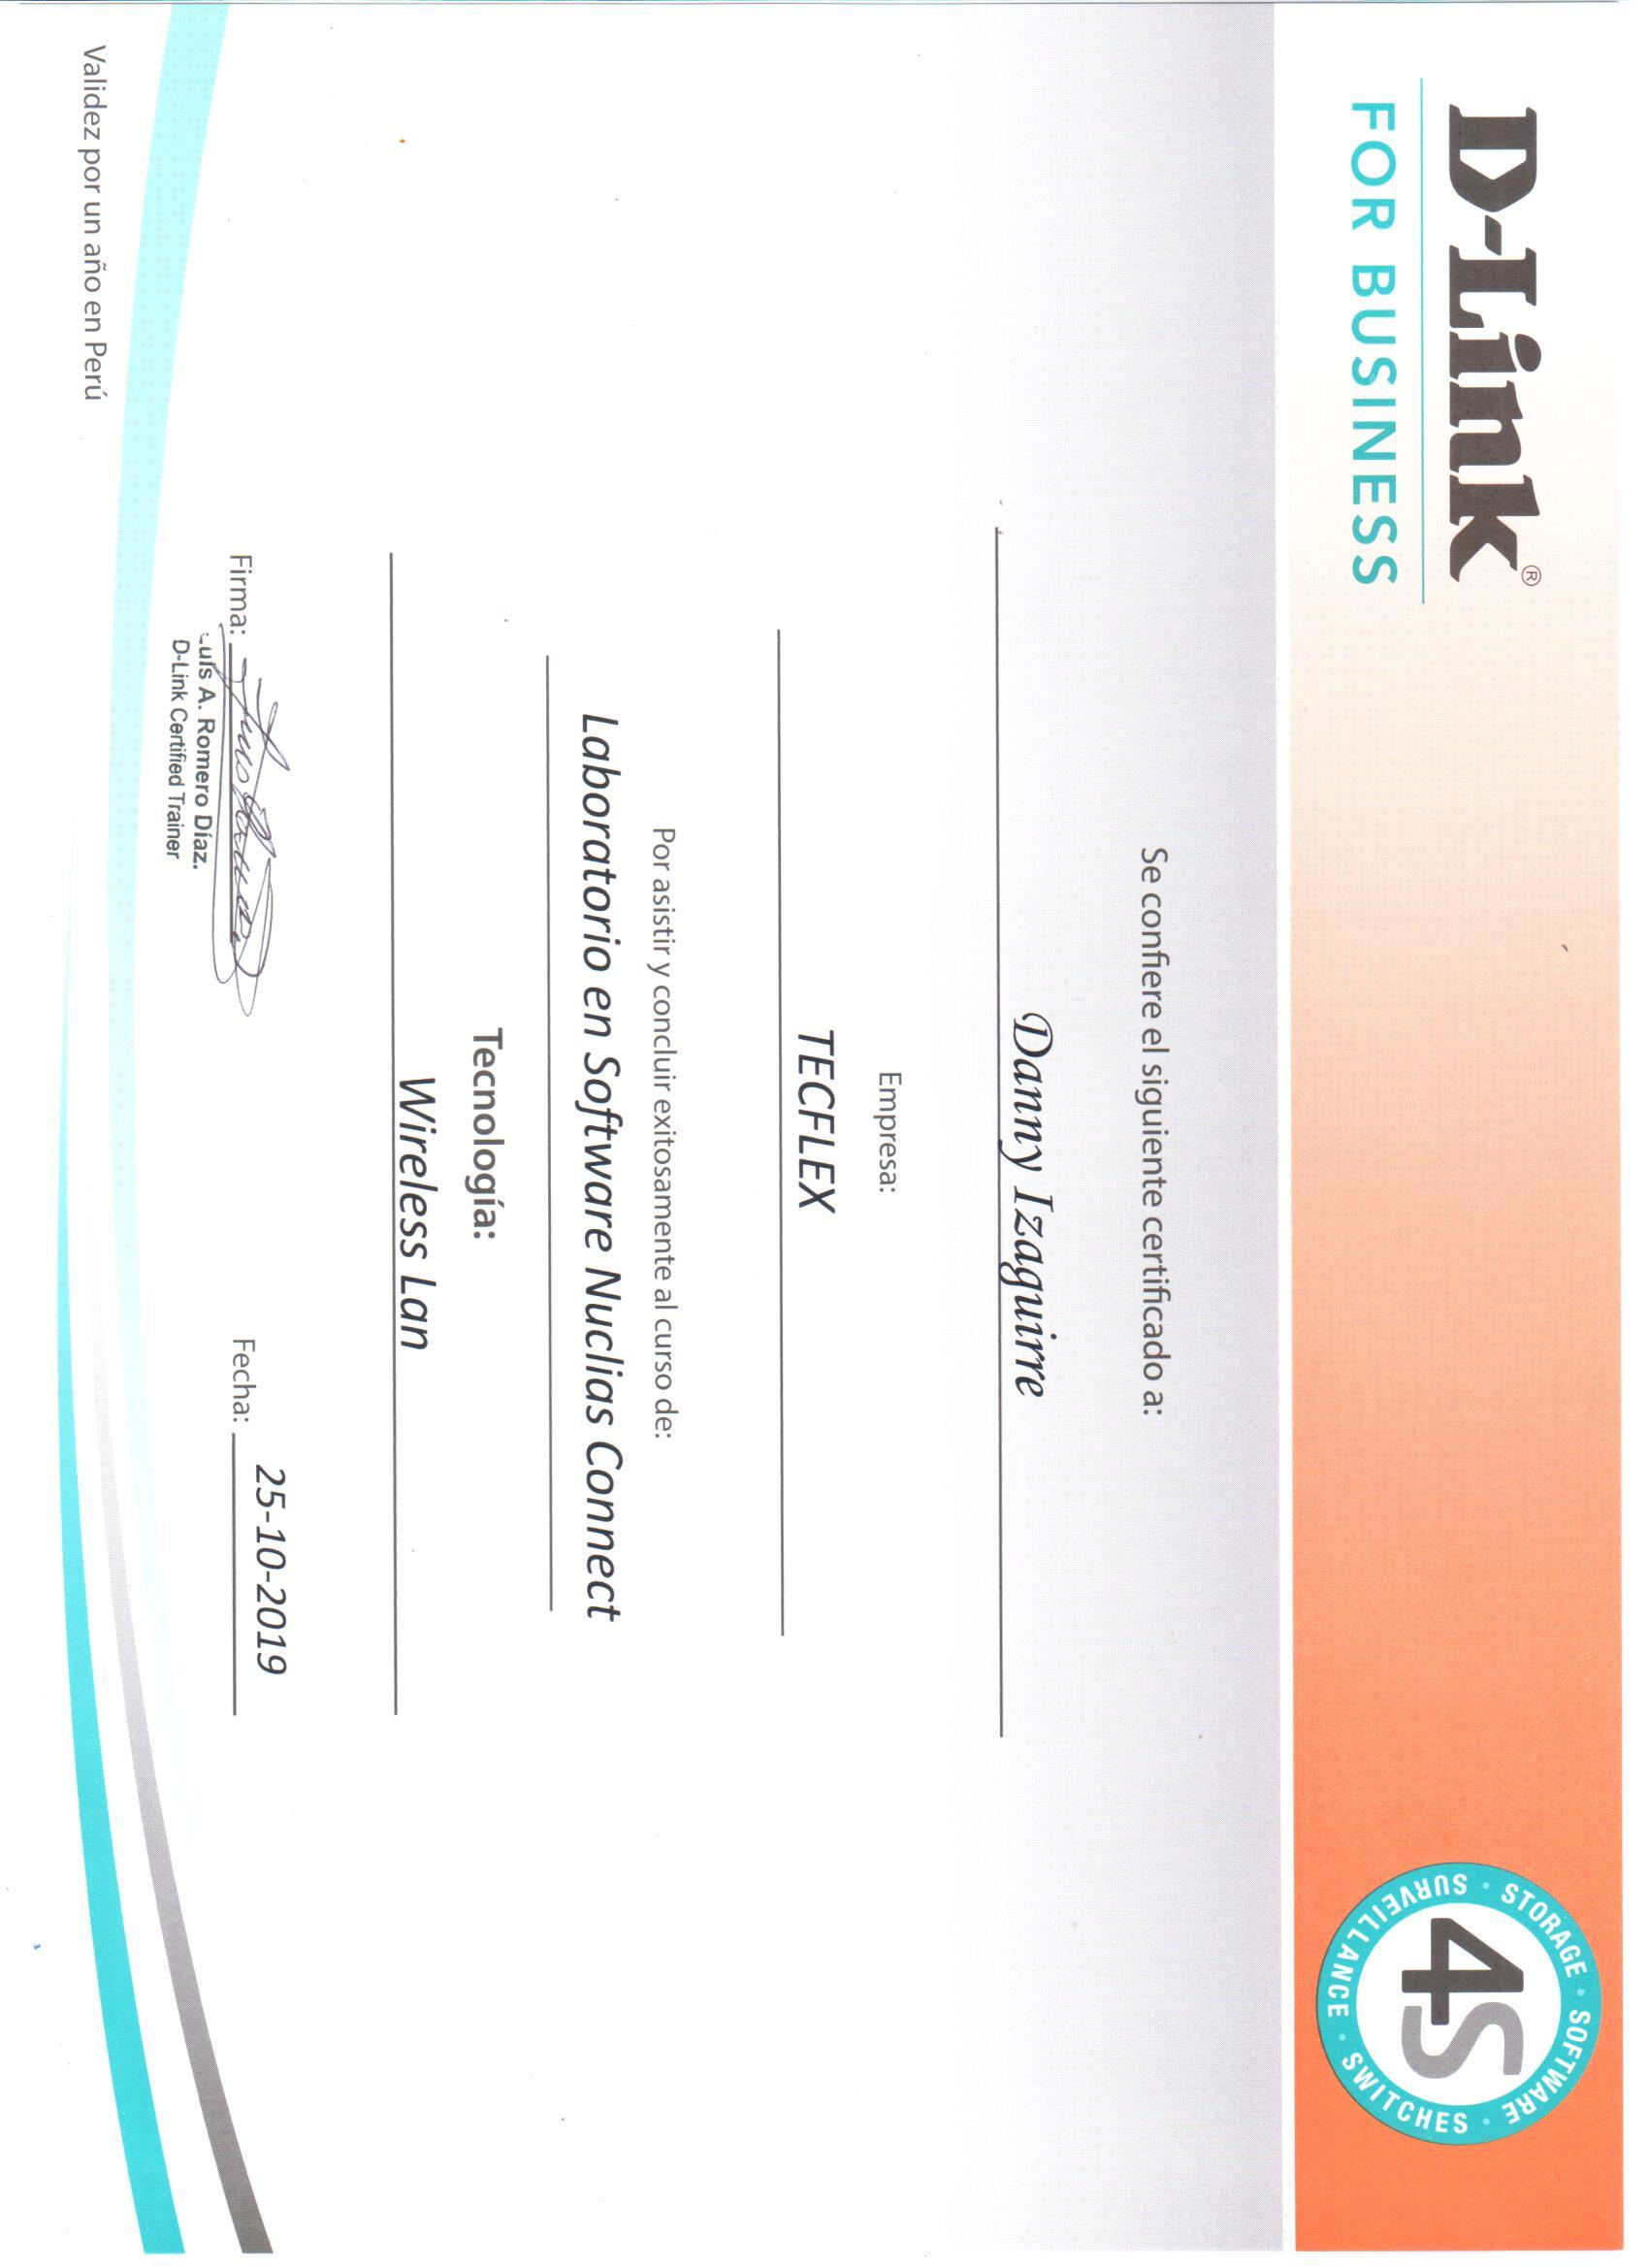 D-Link®
FOR BUSINESS
STORAGE · SOFTWARE · SWITCHES · SURVEILLANCE ·
4S
Se confiere el siguiente certificado a:
Danny Izaguirre
Empresa:
TECFLEX
Por asistir y concluir exitosamente al curso de:
Laboratorio en Software Nuclias Connect
Tecnología:
Wireless Lan
Firma:
Luis A. Romero Díaz.
D-Link Certified Trainer
Fecha: 25-10-2019
Validez por un año en Perú